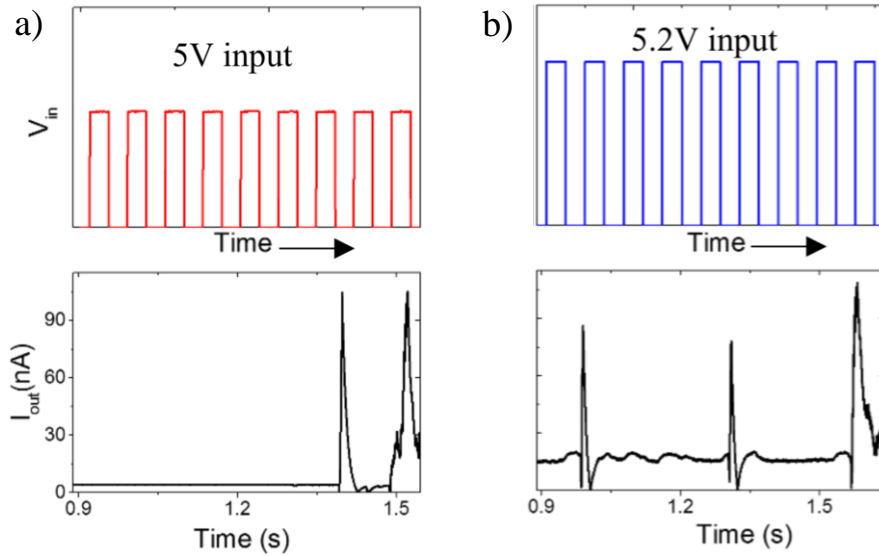 a)
5V input
V_in
Time
90
60
30
0
I_out(nA)
0.9 1.2 1.5
Time (s)
b)
5.2V input
Time
0.9 1.2 1.5
Time (s)